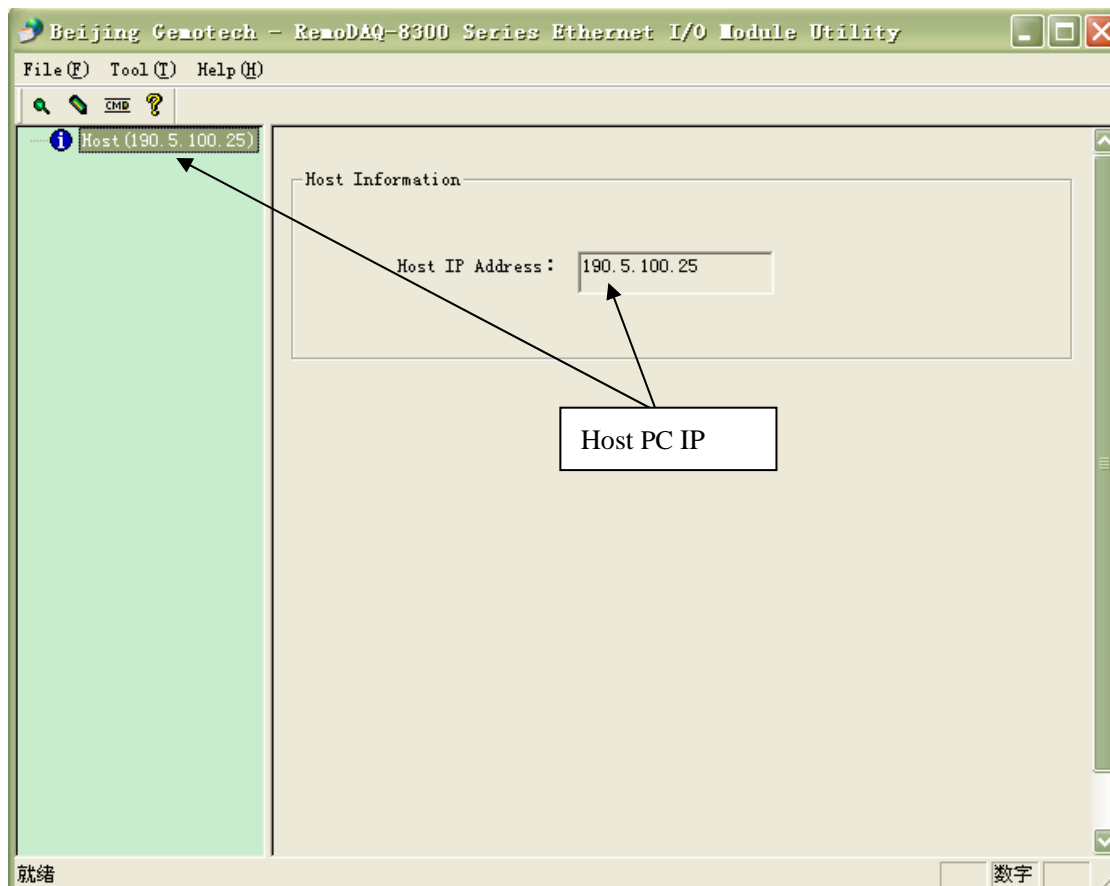 Beijing Gemotech - RemoDAQ-8300 Series Ethernet I/O Module Utility
File(F) Tool(T) Help(H)
CMD ?
Host(190.5.100.25)
Host Information
Host IP Address: 190.5.100.25
Host PC IP
就绪 数字